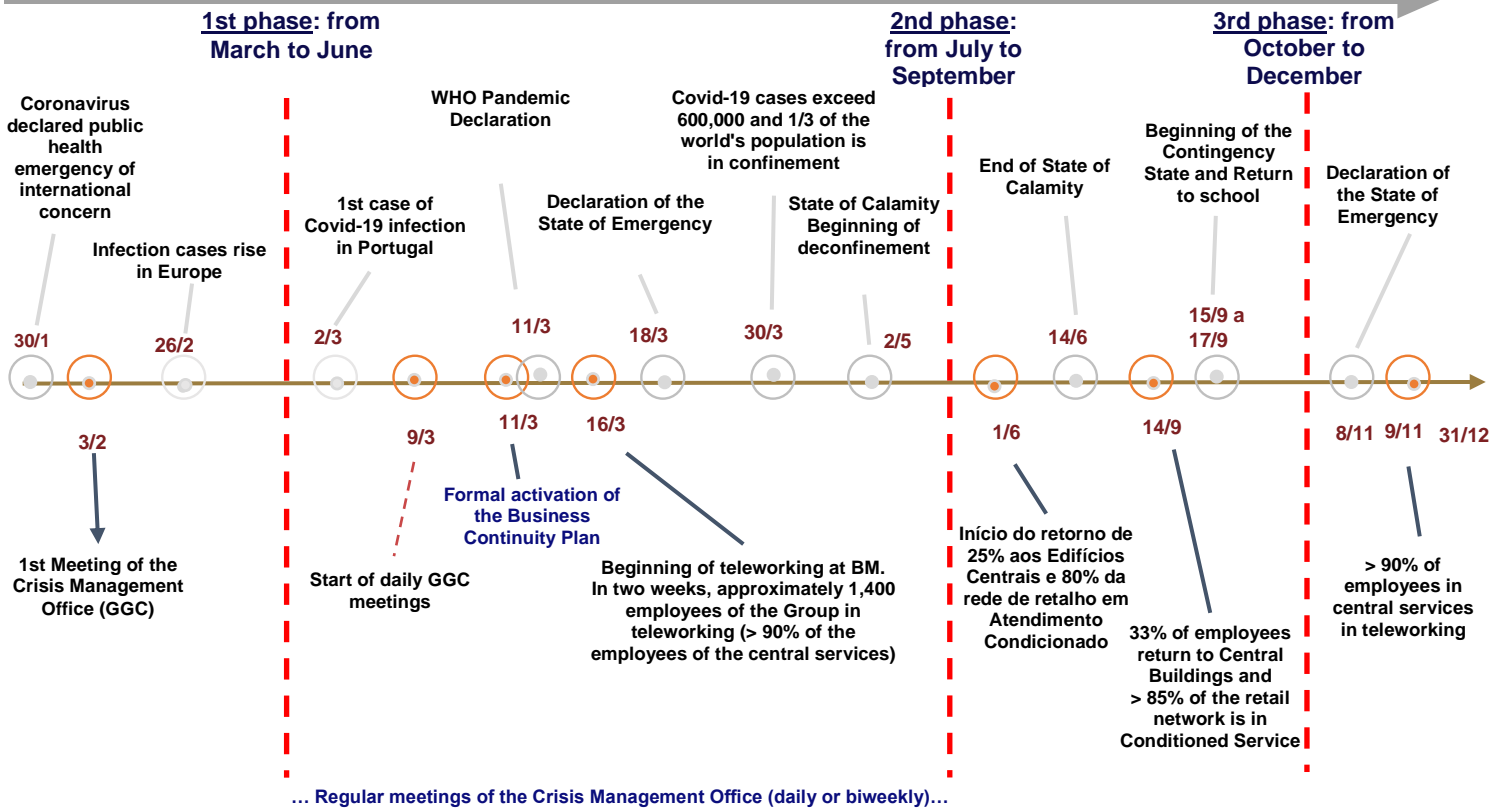 1st phase: from
March to June
2nd phase:
from July to
September
3rd phase: from
October to
December
Coronavirus
declared public
health
emergency of
international
concern
Infection cases rise
in Europe
1st case of
Covid-19 infection
in Portugal
WHO Pandemic
Declaration
Declaration of the
State of Emergency
Covid-19 cases exceed
600,000 and 1/3 of the
world's population is
in confinement
State of Calamity
Beginning of
deconfinement
End of State of
Calamity
Beginning of the
Contingency
State and Return
to school
Declaration of
the State of
Emergency
30/1
26/2
2/3
11/3
18/3
30/3
2/5
14/6
15/9 a
17/9
3/2
9/3
11/3
16/3
1/6
14/9
8/11
9/11
31/12
1st Meeting of the
Crisis Management
Office (GGC)
Start of daily GGC
meetings
Formal activation of
the Business
Continuity Plan
Beginning of teleworking at BM.
In two weeks, approximately 1,400
employees of the Group in
teleworking (> 90% of the
employees of the central services)
Início do retorno de
25% aos Edifícios
Centrais e 80% da
rede de retalho em
Atendimento
Condicionado
33% of employees
return to Central
Buildings and
> 85% of the retail
network is in
Conditioned Service
> 90% of
employees in
central services
in teleworking
… Regular meetings of the Crisis Management Office (daily or biweekly)…